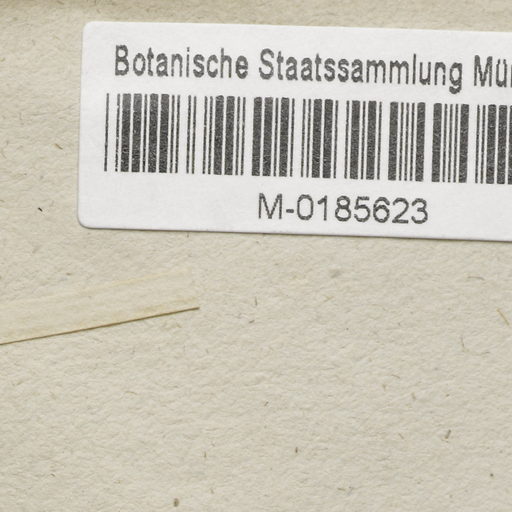 Botanische Staatssammlung Mün
M-0185623